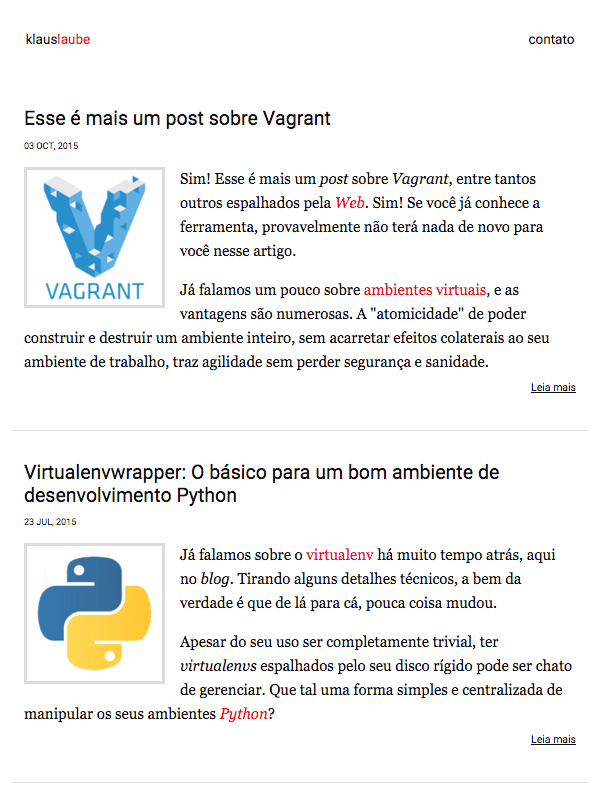 klauslaube
contato
Esse é mais um post sobre Vagrant
03 OCT, 2015
VAGRANT
Sim! Esse é mais um post sobre Vagrant, entre tantos
outros espalhados pela Web. Sim! Se você já conhece a
ferramenta, provavelmente não terá nada de novo para
você nesse artigo.
Já falamos um pouco sobre ambientes virtuais, e as
vantagens são numerosas. A "atomicidade" de poder
construir e destruir um ambiente inteiro, sem acarretar efeitos colaterais ao seu
ambiente de trabalho, traz agilidade sem perder segurança e sanidade.
Leia mais
Virtualenvwrapper: O básico para um bom ambiente de
desenvolvimento Python
23 JUL, 2015
Já falamos sobre o virtualenv há muito tempo atrás, aqui
no blog. Tirando alguns detalhes técnicos, a bem da
verdade é que de lá para cá, pouca coisa mudou.
Apesar do seu uso ser completamente trivial, ter
virtualenvs espalhados pelo seu disco rígido pode ser chato
de gerenciar. Que tal uma forma simples e centralizada de
manipular os seus ambientes Python?
Leia mais